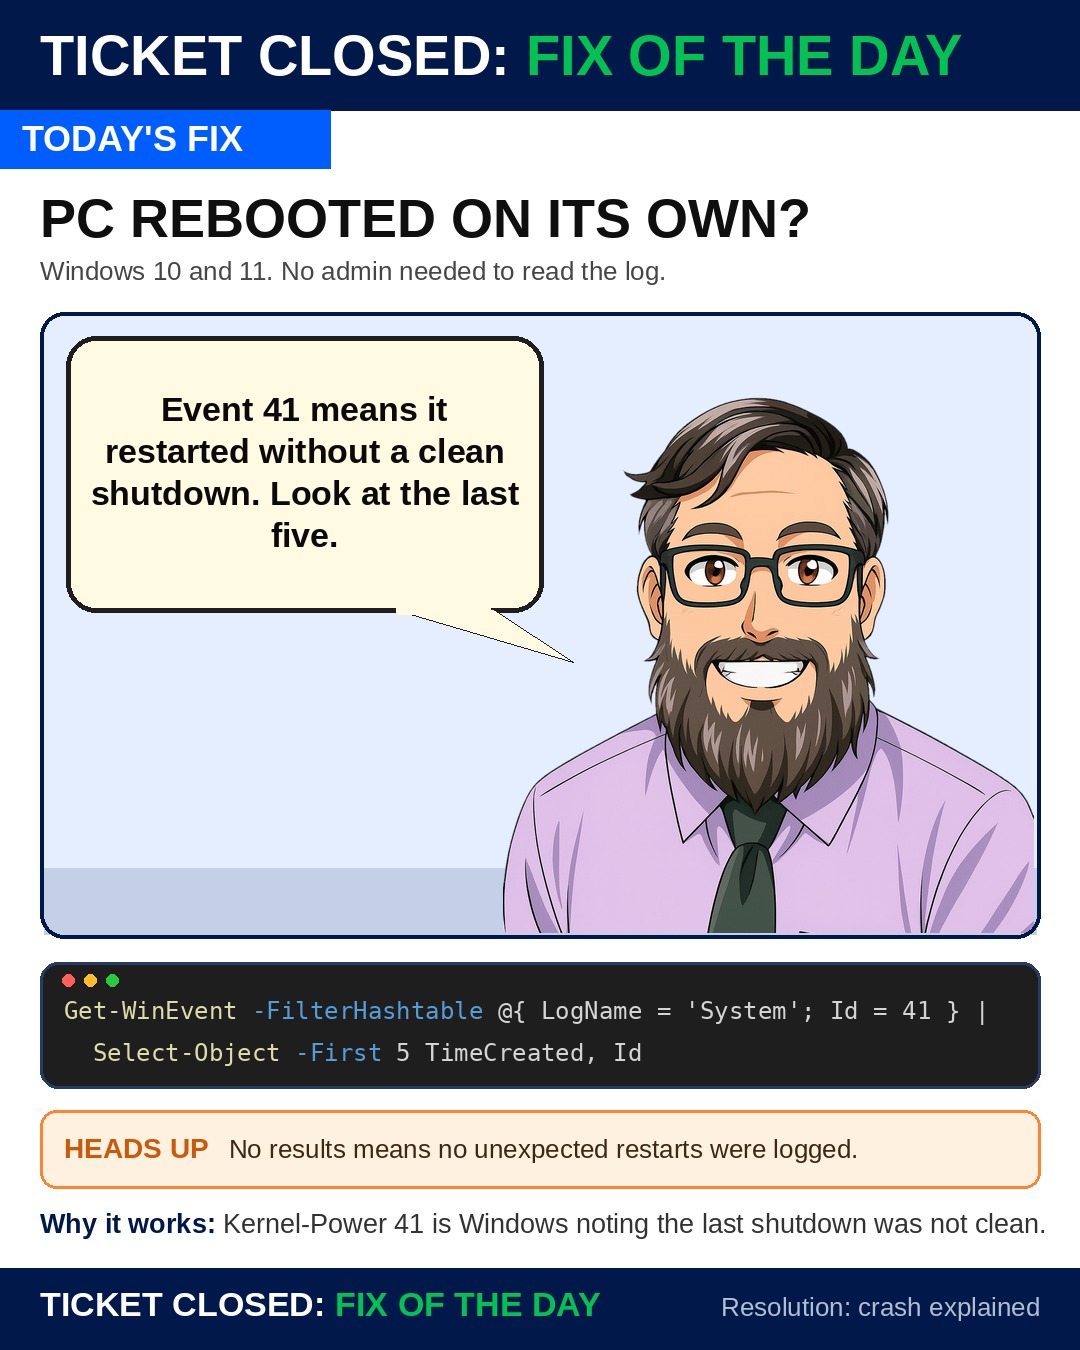 TICKET CLOSED: FIX OF THE DAY
TODAY'S FIX
PC REBOOTED ON ITS OWN?
Windows 10 and 11. No admin needed to read the log.
Event 41 means it
restarted without a clean
shutdown. Look at the last
five.
Get-WinEvent -FilterHashtable @{ LogName = 'System'; Id = 41 } |
  Select-Object -First 5 TimeCreated, Id
HEADS UP No results means no unexpected restarts were logged.
Why it works: Kernel-Power 41 is Windows noting the last shutdown was not clean.
TICKET CLOSED: FIX OF THE DAY Resolution: crash explained